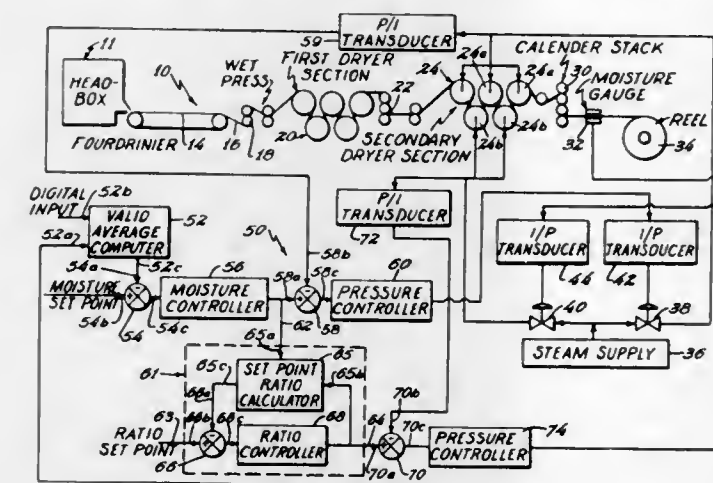 P/I
TRANSDUCER
59
11
HEAD-
BOX
10
WET
PRESS
FIRST DRYER
SECTION
22
24
24a
24a
CALENDER STACK
30
MOISTURE
GAUGE
REEL
FOURDRINIER
14
16
18
20
SECONDARY
DRYER SECTION
24b
24b
32
34
DIGITAL
INPUT
52b
52a
VALID
AVERAGE
COMPUTER
52
50
P/I
TRANSDUCER
72
I/P
TRANSDUCER
44
I/P
TRANSDUCER
42
54a
52c
56
58b
58c
60
MOISTURE
SET POINT
54b
54
54c
MOISTURE
CONTROLLER
58a
58
PRESSURE
CONTROLLER
40
38
62
STEAM SUPPLY
36
65a
61
65c
SET POINT
RATIO
CALCULATOR
65
65b
66a
70b
RATIO
SET POINT
63
66b
66
66c
RATIO
CONTROLLER
68
64
70a
70
70c
PRESSURE
CONTROLLER
74